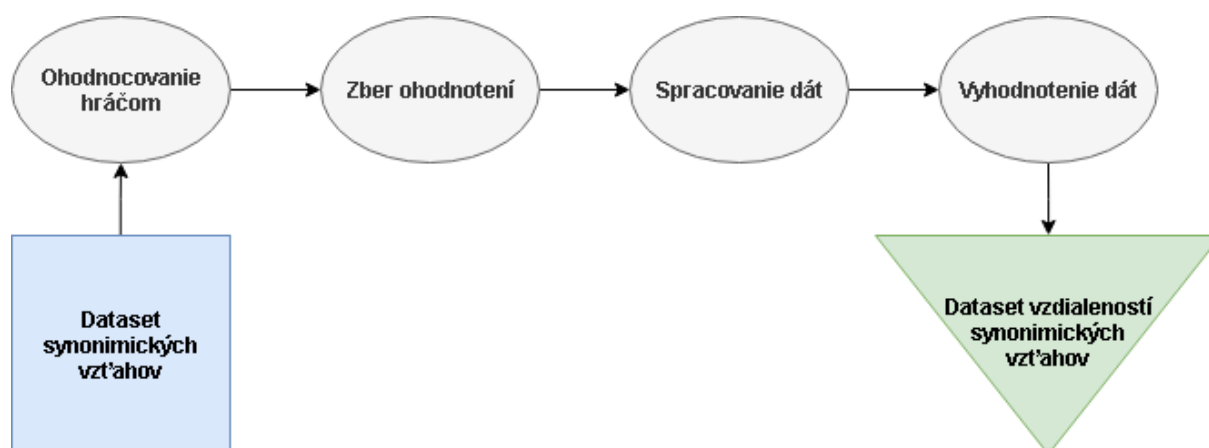 Ohodnocovanie
hráčom
Zber ohodnotení
Spracovanie dát
Vyhodnotenie dát
Dataset
synonimických
vzťahov
Dataset vzdialeností
synonimických
vzťahov